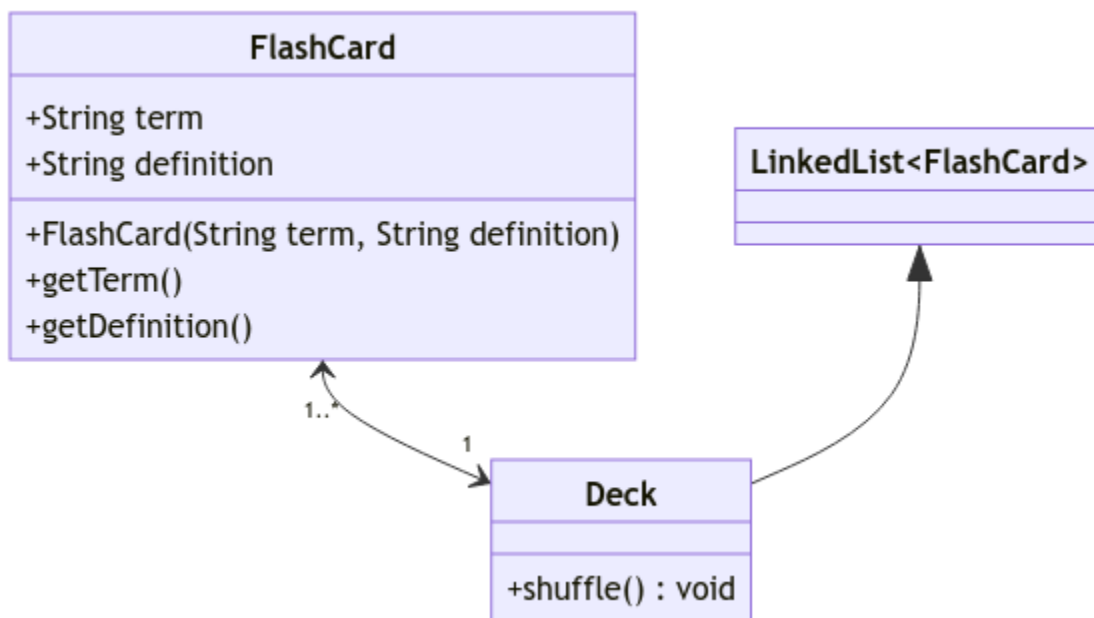 FlashCard
+String term
+String definition
+FlashCard(String term, String definition)
+getTerm()
+getDefinition()
LinkedList<FlashCard>
1..*
1
Deck
+shuffle() : void